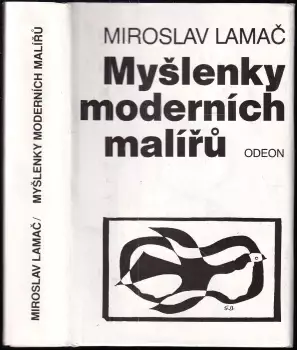 MIROSLAV LAMAČ/ MYŠLENKY MODERNÍCH MALÍŘŮ
MIROSLAV LAMAČ
Myšlenky
moderních
malířů
ODEON
G.B.